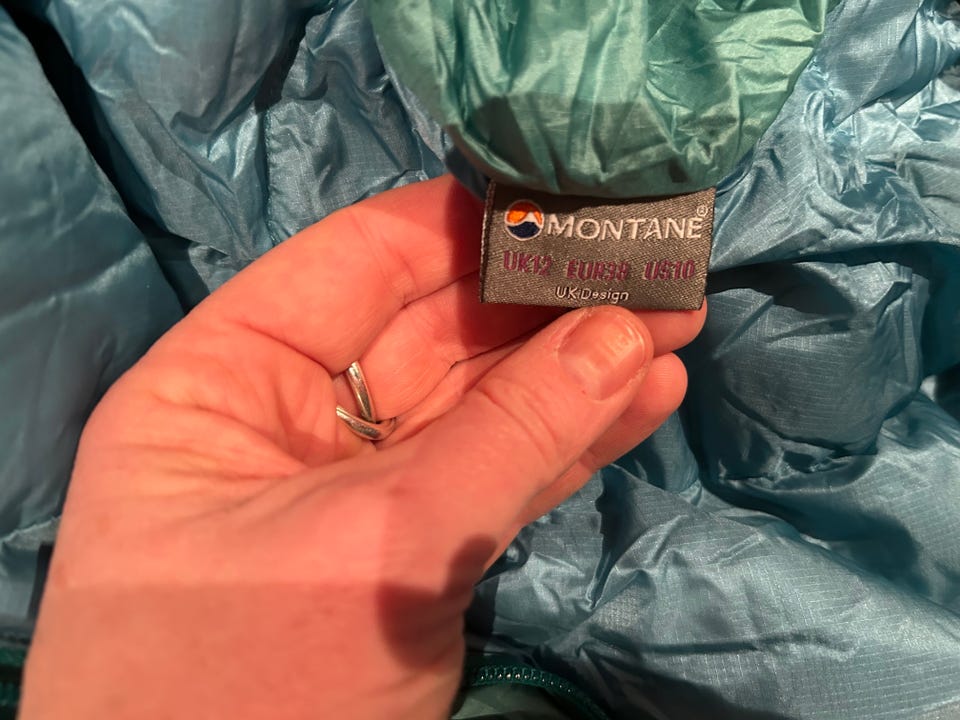 MONTANE®
UK12 EUR38 US10
UK Design